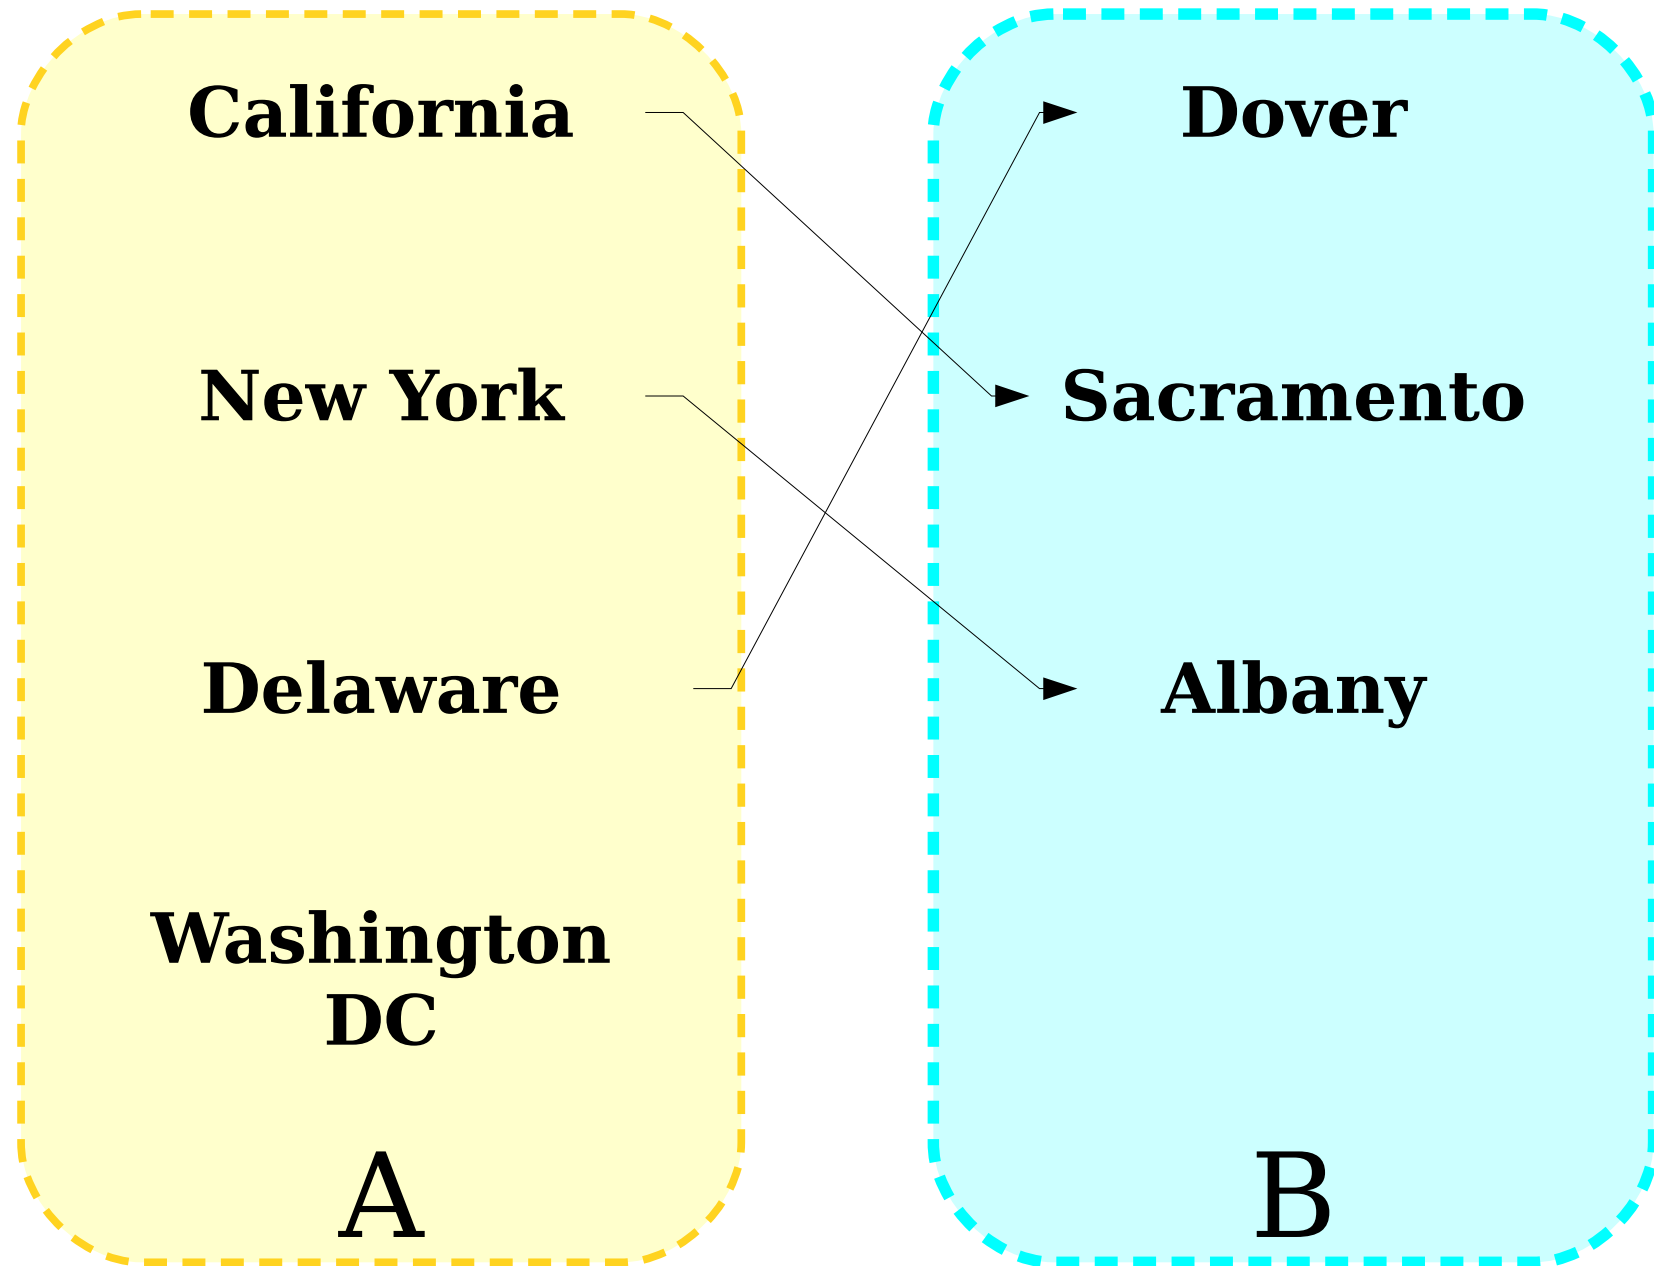 California
New York
Delaware
Washington
DC
A
Dover
Sacramento
Albany
B